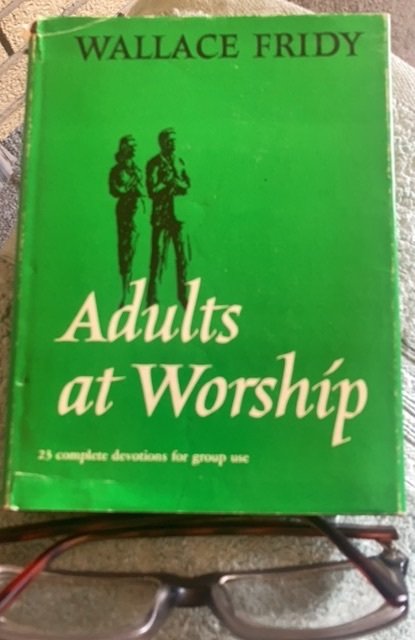 WALLACE FRIDY
Adults
at Worship
23 complete devotions for group use